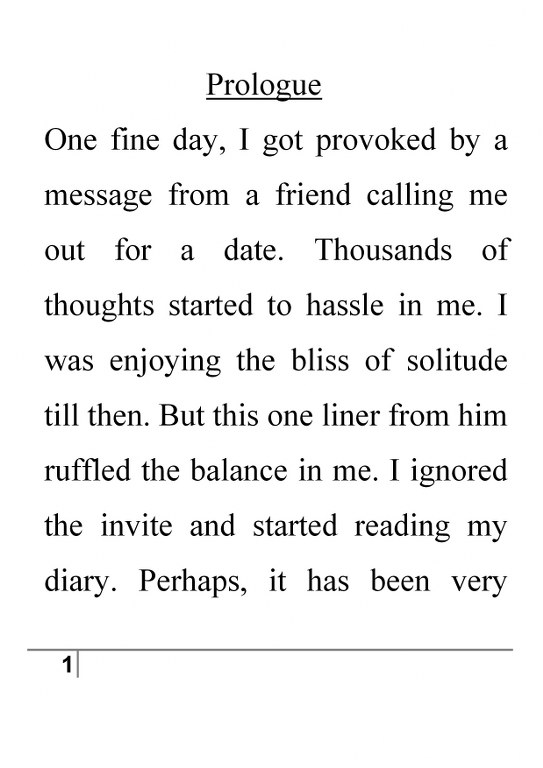 Prologue
One fine day, I got provoked by a
message from a friend calling me
out for a date. Thousands of
thoughts started to hassle in me. I
was enjoying the bliss of solitude
till then. But this one liner from him
ruffled the balance in me. I ignored
the invite and started reading my
diary. Perhaps, it has been very
1